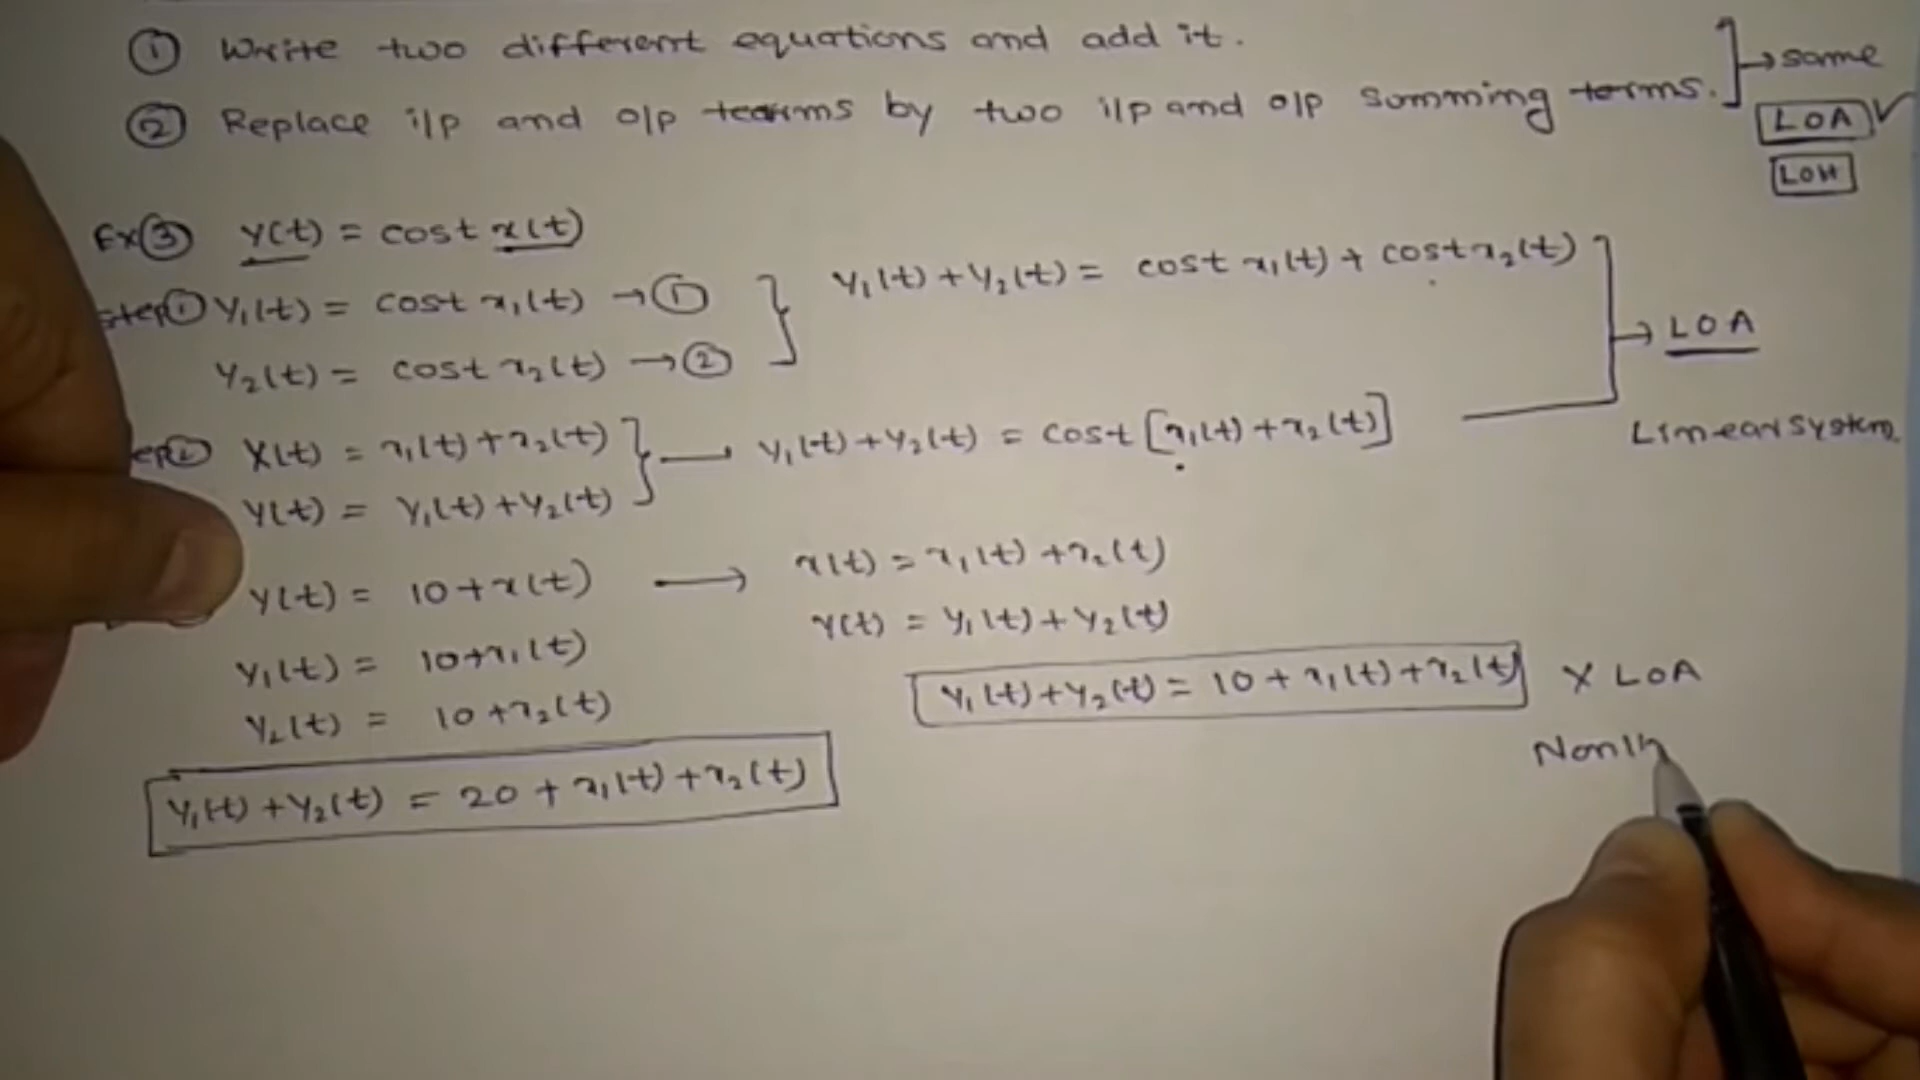 ① Write two different equations and add it.
② Replace i/p and o/p terms by two i/p and o/p summing terms.
→ same
LOA ✓
LOH
Ex③ y(t) = cost x(t)
step① y₁(t) = cost x₁(t) → ①
y₂(t) = cost x₂(t) → ②
y₁(t) + y₂(t) = cost x₁(t) + cost x₂(t)
→ LOA
Linear System
ep② x(t) = x₁(t) + x₂(t)
y(t) = y₁(t) + y₂(t)
→ y₁(t) + y₂(t) = cost [x₁(t) + x₂(t)]
y(t) = 10 + x(t) →
y₁(t) = 10 + x₁(t)
y₂(t) = 10 + x₂(t)
y₁(t) + y₂(t) = 20 + x₁(t) + x₂(t)
x(t) = x₁(t) + x₂(t)
y(t) = y₁(t) + y₂(t)
y₁(t) + y₂(t) = 10 + x₁(t) + x₂(t) X LOA
Nonlin